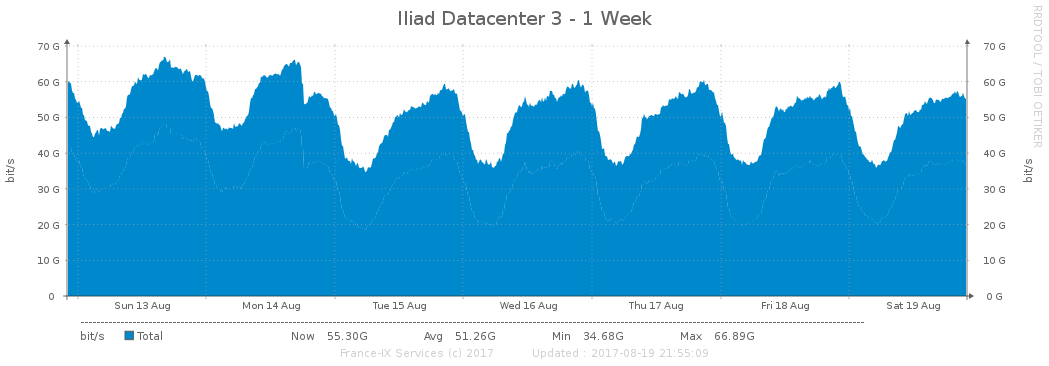 Iliad Datacenter 3 - 1 Week
RRDTOOL / TOBI OETIKER
70 G 70 G
60 G 60 G
50 G 50 G
40 G 40 G
bit/s bit/s
30 G 30 G
20 G 20 G
10 G 10 G
0 0 G
Sun 13 Aug Mon 14 Aug Tue 15 Aug Wed 16 Aug Thu 17 Aug Fri 18 Aug Sat 19 Aug
bit/s Total Now 55.30G Avg 51.26G Min 34.68G Max 66.89G
France-IX Services (c) 2017 Updated : 2017-08-19 21:55:09